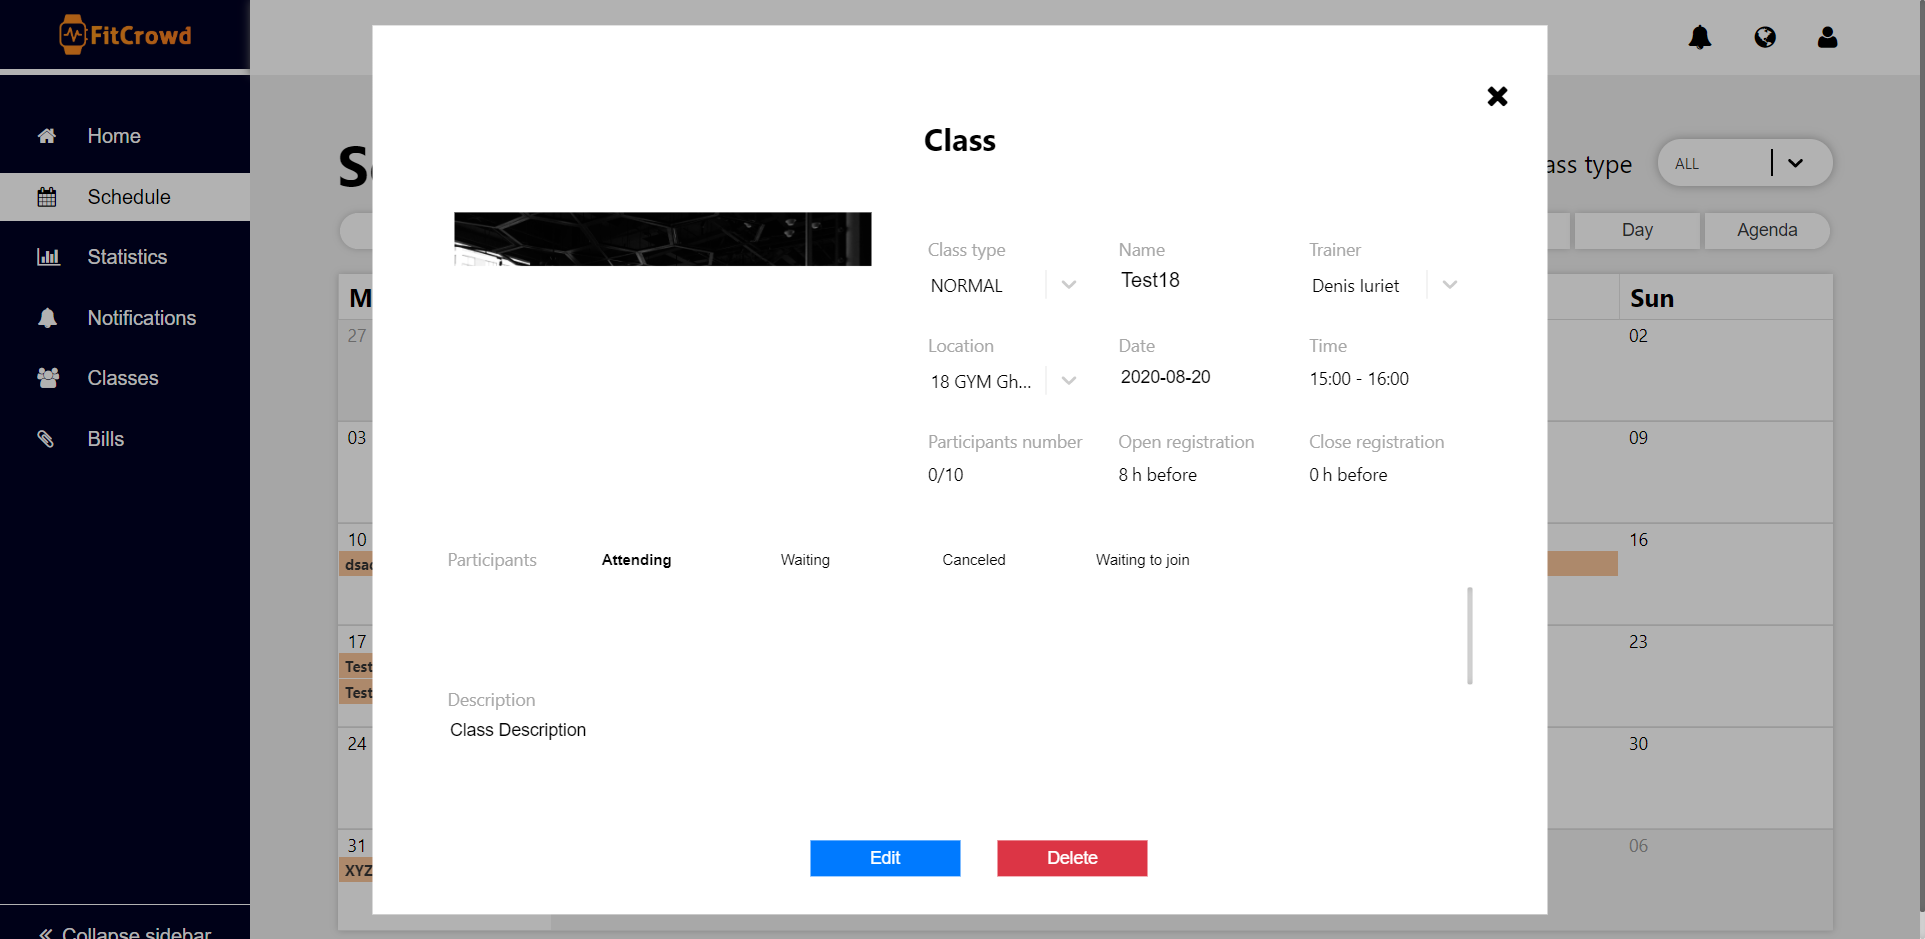 FitCrowd
Home
Schedule
Statistics
Notifications
Classes
Bills
Collapse sidebar
Class
ass type
ALL
Day
Agenda
Class type
Name
Trainer
NORMAL
Test18
Denis Iuriet
Location
Date
Time
18 GYM Gh...
2020-08-20
15:00 - 16:00
Participants number
Open registration
Close registration
0/10
8 h before
0 h before
Participants
Attending
Waiting
Canceled
Waiting to join
Description
Class Description
Edit
Delete
S
M
Sun
27
02
03
09
10
16
dsac
17
23
Test
Test
24
30
31
06
XYZ